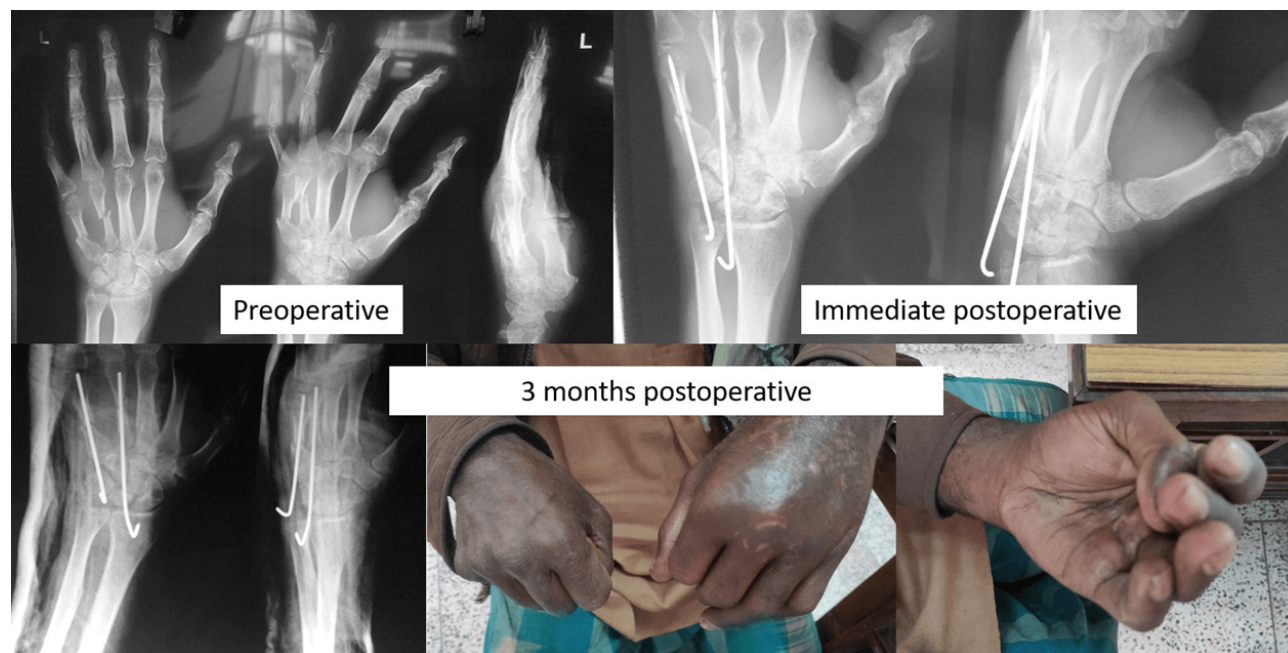 L
L
Preoperative
Immediate postoperative
3 months postoperative